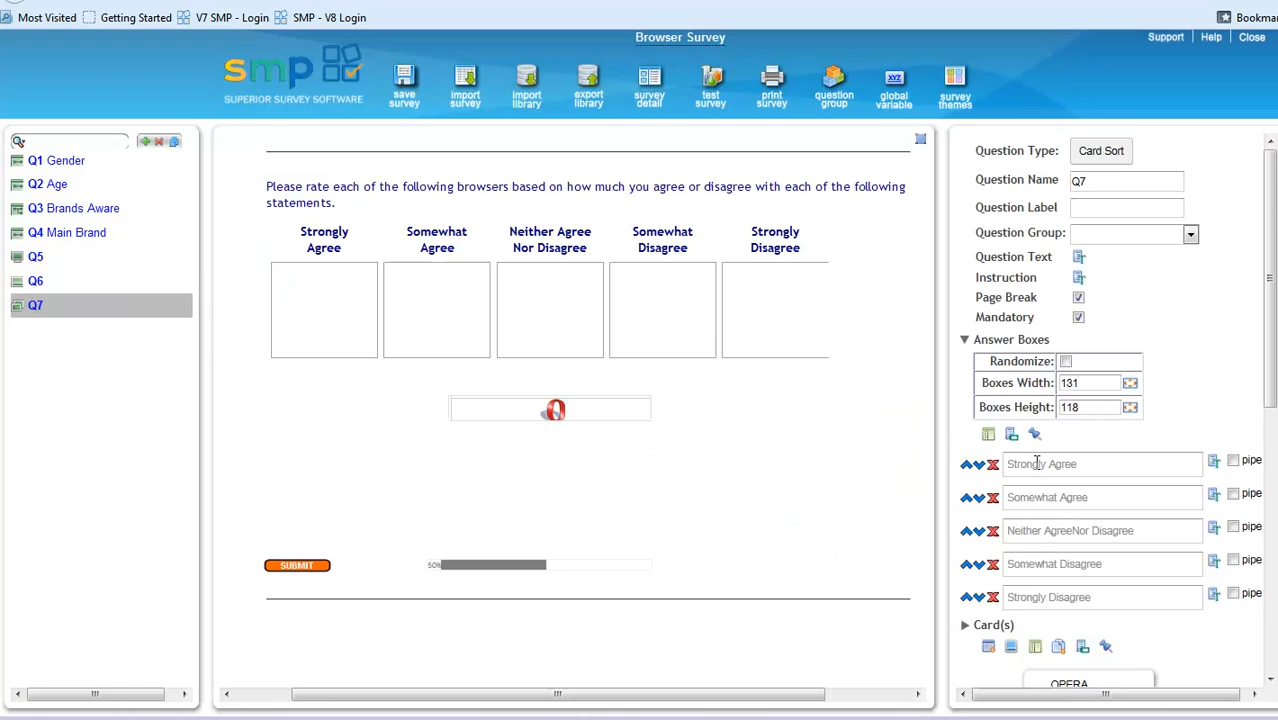 Most Visited Getting Started V7 SMP - Login SMP - V8 Login Bookmar
Browser Survey
Support Help Close
smp
SUPERIOR SURVEY SOFTWARE
save survey
import survey
import library
export library
survey detail
test survey
print survey
question group
XYZ
global variable
survey themes
Q1 Gender
Q2 Age
Q3 Brands Aware
Q4 Main Brand
Q5
Q6
Q7
Please rate each of the following browsers based on how much you agree or disagree with each of the following
statements.
Strongly Somewhat Neither Agree Somewhat Strongly
Agree Agree Nor Disagree Disagree Disagree
SUBMIT
50%
Question Type: Card Sort
Question Name Q7
Question Label
Question Group:
Question Text
Instruction
Page Break
Mandatory
Answer Boxes
Randomize:
Boxes Width: 131
Boxes Height: 118
Strongly Agree pipe
Somewhat Agree pipe
Neither AgreeNor Disagree pipe
Somewhat Disagree pipe
Strongly Disagree pipe
Card(s)
OPERA